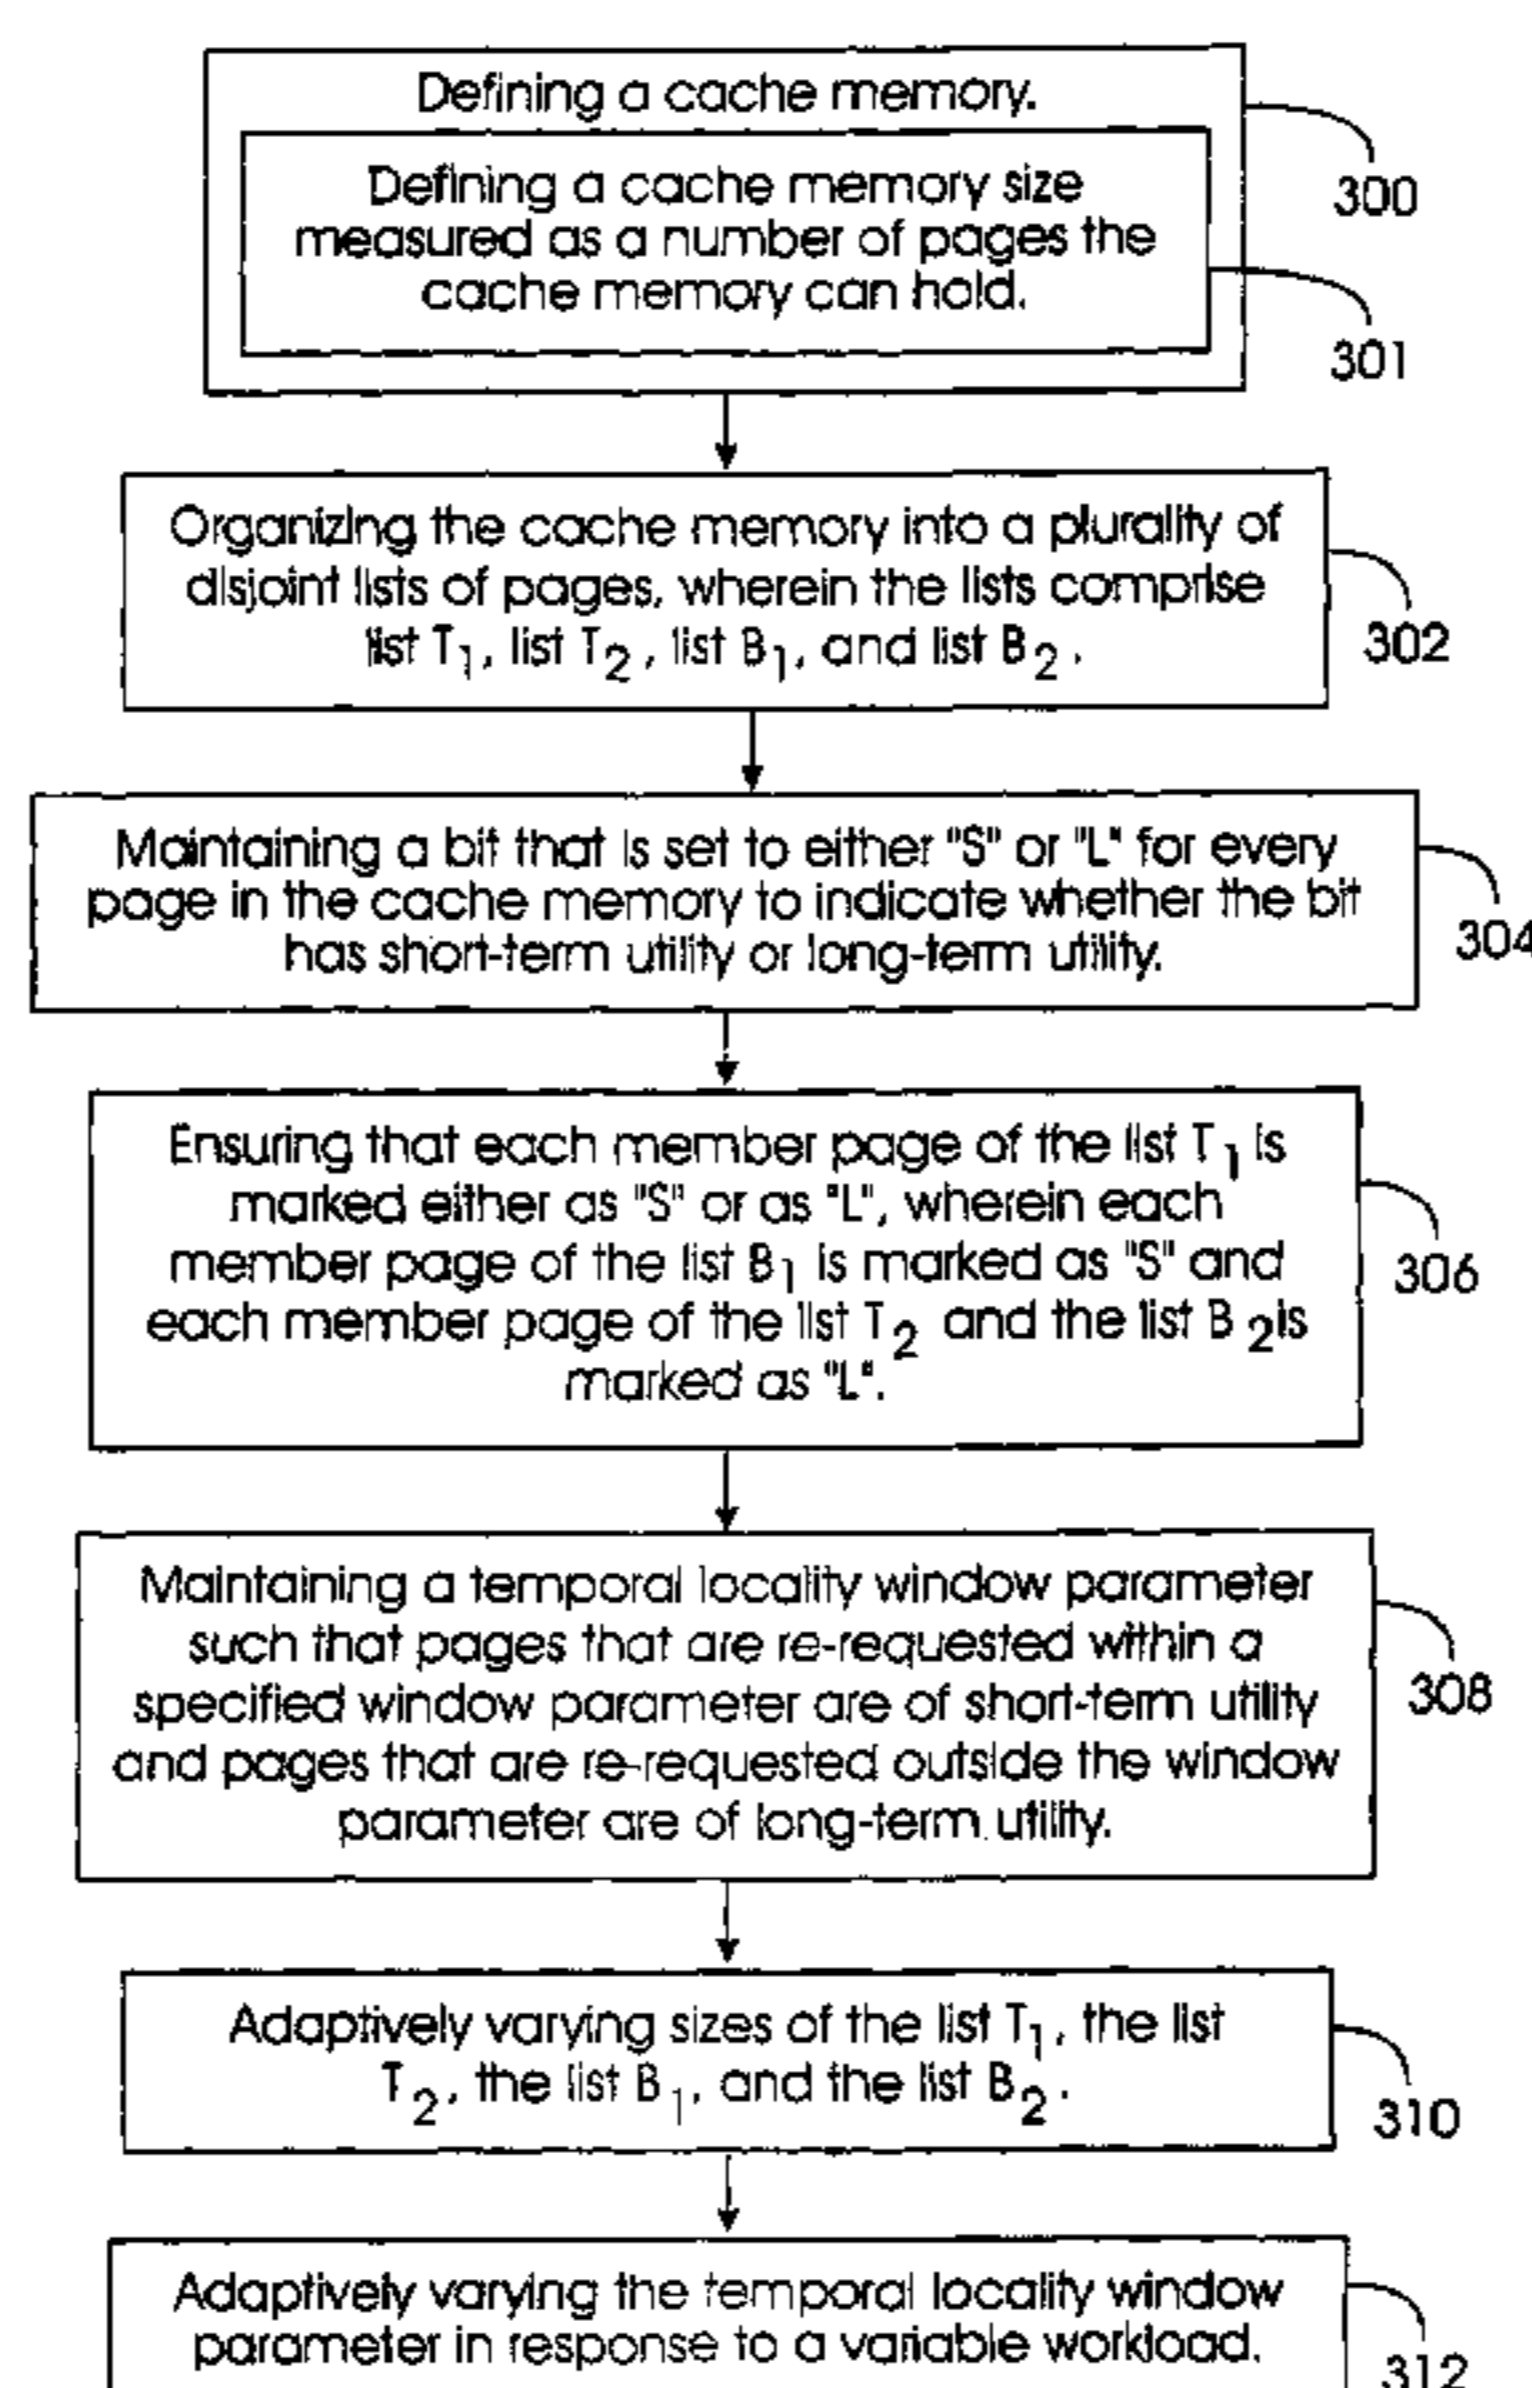 Defining a cache memory.
Defining a cache memory size
measured as a number of pages the
cache memory can hold.
300
301
Organizing the cache memory into a plurality of
disjoint lists of pages, wherein the lists comprise
list T1, list T2, list B1, and list B2.
302
Maintaining a bit that is set to either "S" or "L" for every
page in the cache memory to indicate whether the bit
has short-term utility or long-term utility.
304
Ensuring that each member page of the list T1 is
marked either as "S" or as "L", wherein each
member page of the list B1 is marked as "S" and
each member page of the list T2 and the list B2 is
marked as "L".
306
Maintaining a temporal locality window parameter
such that pages that are re-requested within a
specified window parameter are of short-term utility
and pages that are re-requested outside the window
parameter are of long-term utility.
308
Adaptively varying sizes of the list T1, the list
T2, the list B1, and the list B2.
310
Adaptively varying the temporal locality window
parameter in response to a variable workload.
312